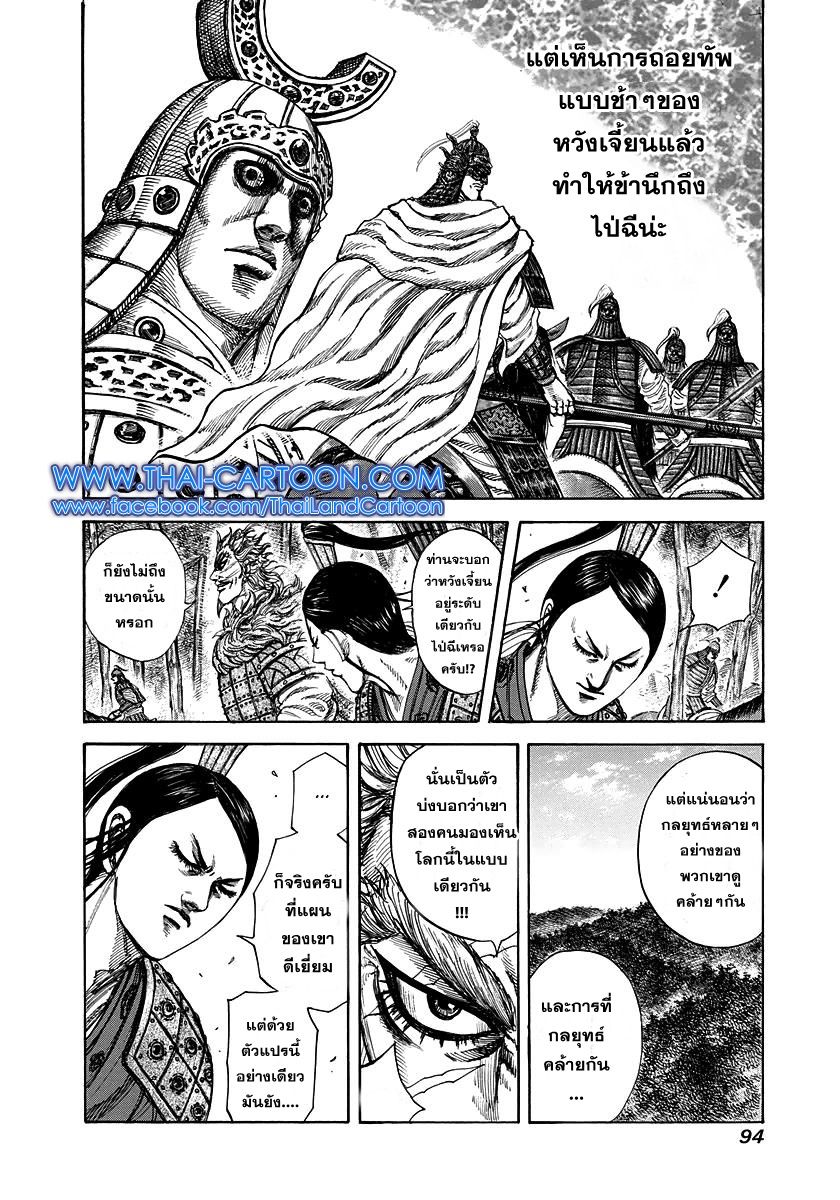 แต่เห็นการถอยทัพ
แบบช้าๆของ
หวังเจี้ยนแล้ว
ทำให้ข้านึกถึง
ไป่ฉีน่ะ
WWW.THAI-CARTOON.COM
www.facebook.com/ThaiLandCartoon
!
ท่านจะบอก
ว่าหวังเจี้ยน
อยู่ระดับ
เดียวกับ
ไป่ฉีเหรอ
ครับ!?
ก็ยังไม่ถึง
ขนาดนั้น
หรอก
แต่แน่นอนว่า
กลยุทธ์หลายๆ
อย่างของ
พวกเขาดู
คล้ายๆกัน
และการที่
กลยุทธ์
คล้ายกัน
...
นั่นเป็นตัว
บ่งบอกว่าเขา
สองคนมองเห็น
โลกนี้ในแบบ
เดียวกัน
!!!
...
ก็จริงครับ
ที่แผน
ของเขา
ดีเยี่ยม
แต่ด้วย
ตัวแปรนี้
อย่างเดียว
มันยัง....
94